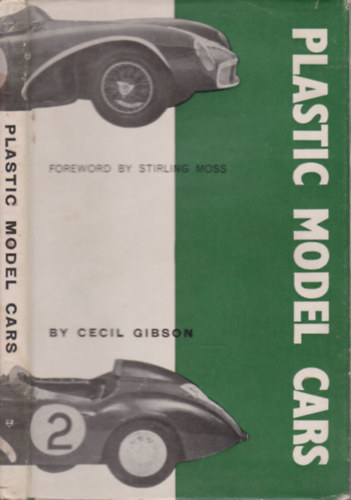 PLASTIC MODEL CARS
FOREWORD BY STIRLING MOSS
BY CECIL GIBSON
2
PLASTIC MODEL CARS